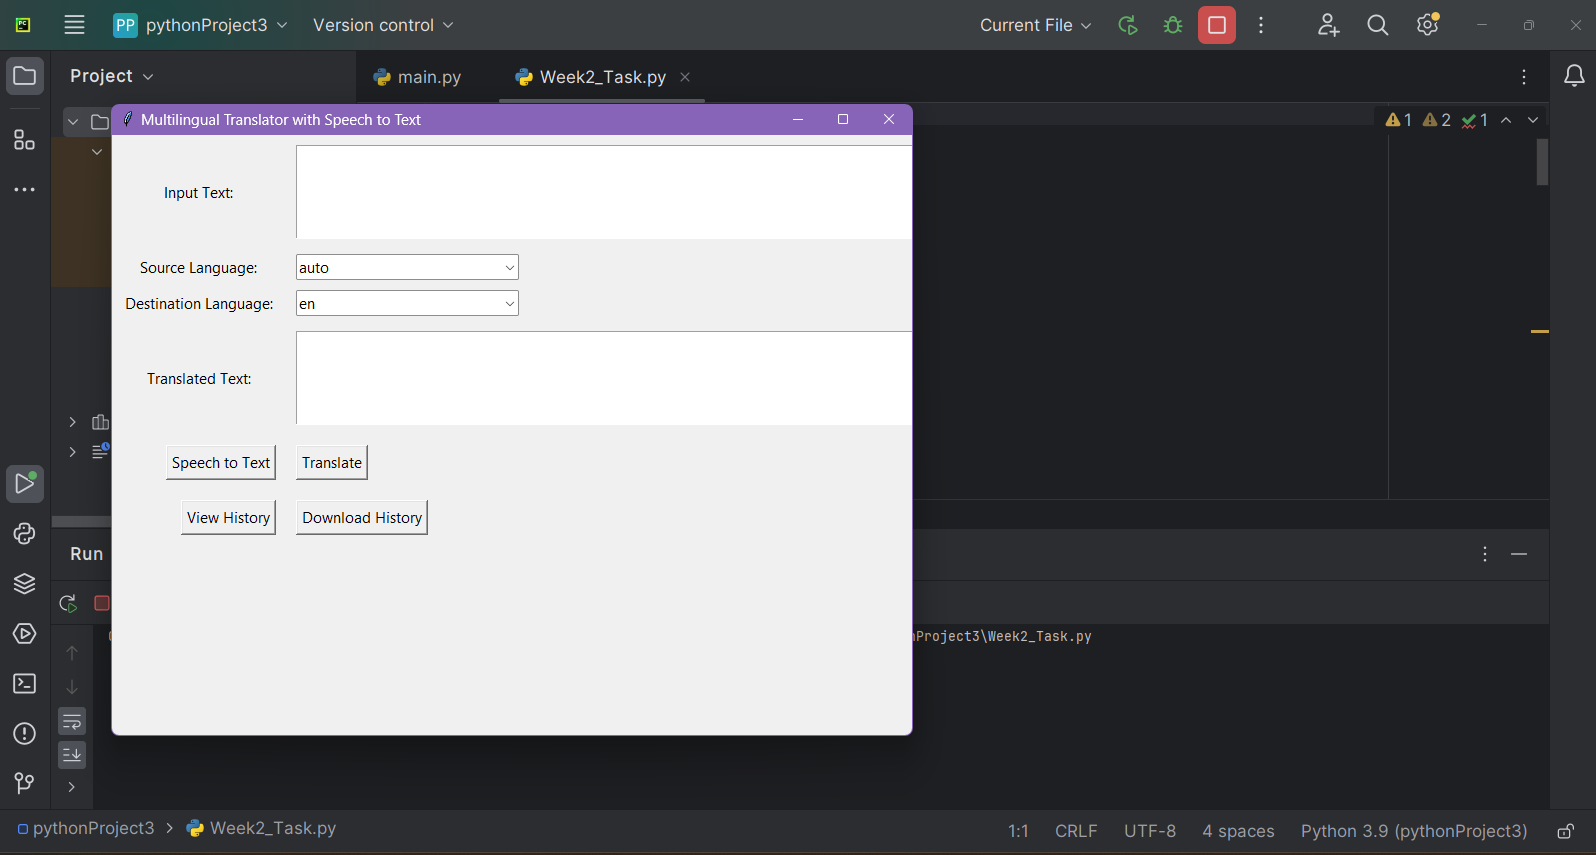 PP pythonProject3 Version control Current File
Project main.py Week2_Task.py
Multilingual Translator with Speech to Text
1 2 1
Input Text:
Source Language: auto
Destination Language: en
Translated Text:
Speech to Text Translate
View History Download History
Run
Project3\Week2_Task.py
pythonProject3 > Week2_Task.py 1:1 CRLF UTF-8 4 spaces Python 3.9 (pythonProject3)